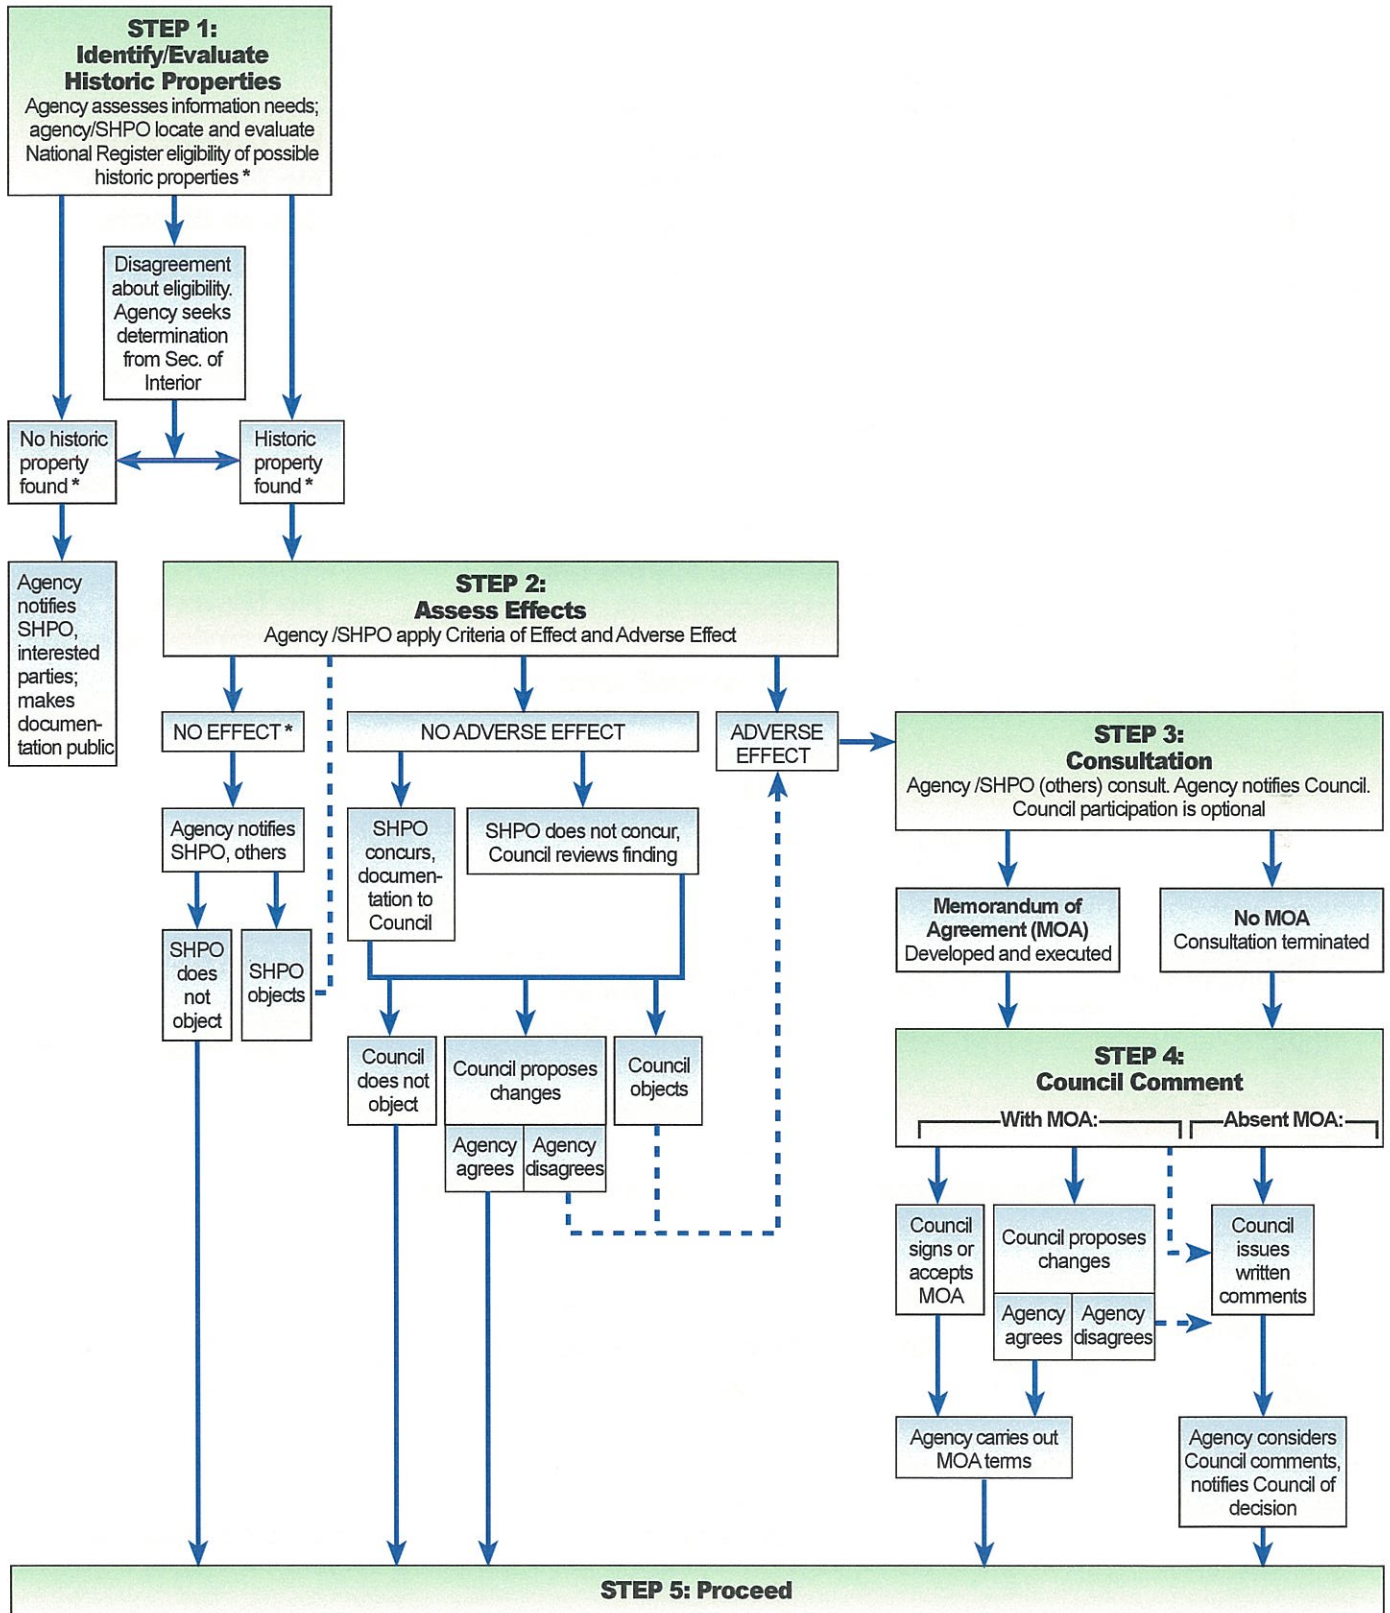 STEP 1:
Identify/Evaluate
Historic Properties
Agency assesses information needs;
agency/SHPO locate and evaluate
National Register eligibility of possible
historic properties *
Disagreement
about eligibility.
Agency seeks
determination
from Sec. of
Interior
No historic
property
found *
Historic
property
found *
Agency
notifies
SHPO,
interested
parties;
makes
documen-
tation public
STEP 2:
Assess Effects
Agency /SHPO apply Criteria of Effect and Adverse Effect
NO EFFECT *
NO ADVERSE EFFECT
ADVERSE
EFFECT
Agency notifies
SHPO, others
SHPO
concurs,
documen-
tation to
Council
SHPO does not concur,
Council reviews finding
SHPO
does
not
object
SHPO
objects
Council
does not
object
Council proposes
changes
Agency
agrees
Agency
disagrees
Council
objects
STEP 3:
Consultation
Agency /SHPO (others) consult. Agency notifies Council.
Council participation is optional
Memorandum of
Agreement (MOA)
Developed and executed
No MOA
Consultation terminated
STEP 4:
Council Comment
With MOA:
Absent MOA:
Council
signs or
accepts
MOA
Council proposes
changes
Agency
agrees
Agency
disagrees
Council
issues
written
comments
Agency carries out
MOA terms
Agency considers
Council comments,
notifies Council of
decision
STEP 5: Proceed